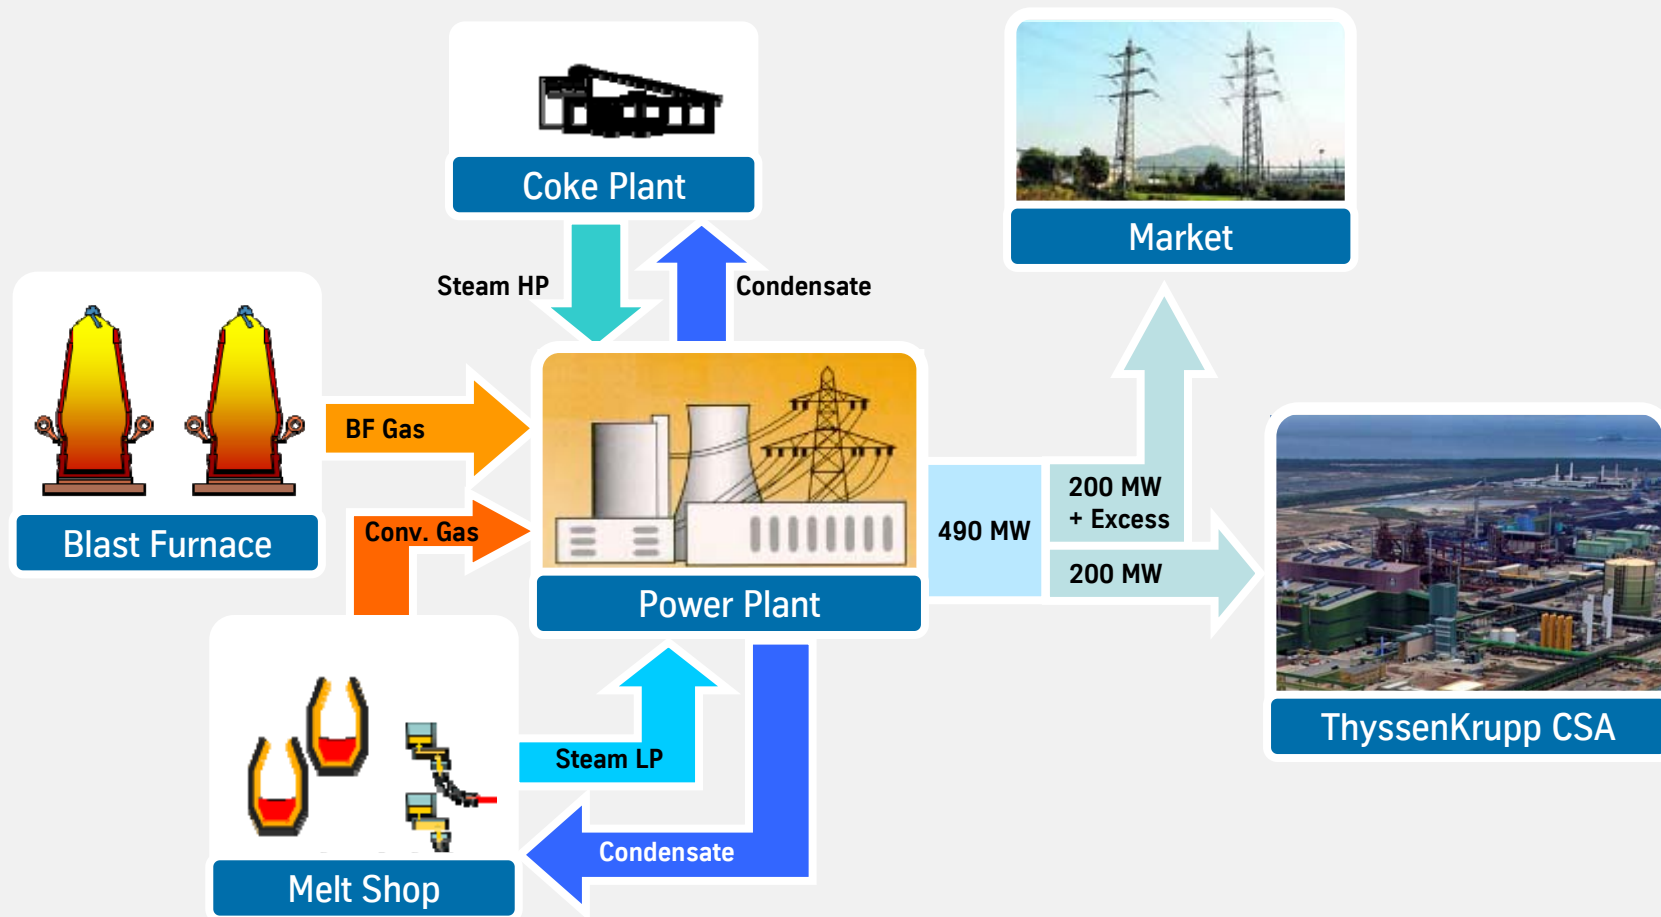 Coke Plant
Market
Steam HP
Condensate
BF Gas
Blast Furnace
Conv. Gas
200 MW
+ Excess
490 MW
200 MW
Power Plant
ThyssenKrupp CSA
Steam LP
Condensate
Melt Shop